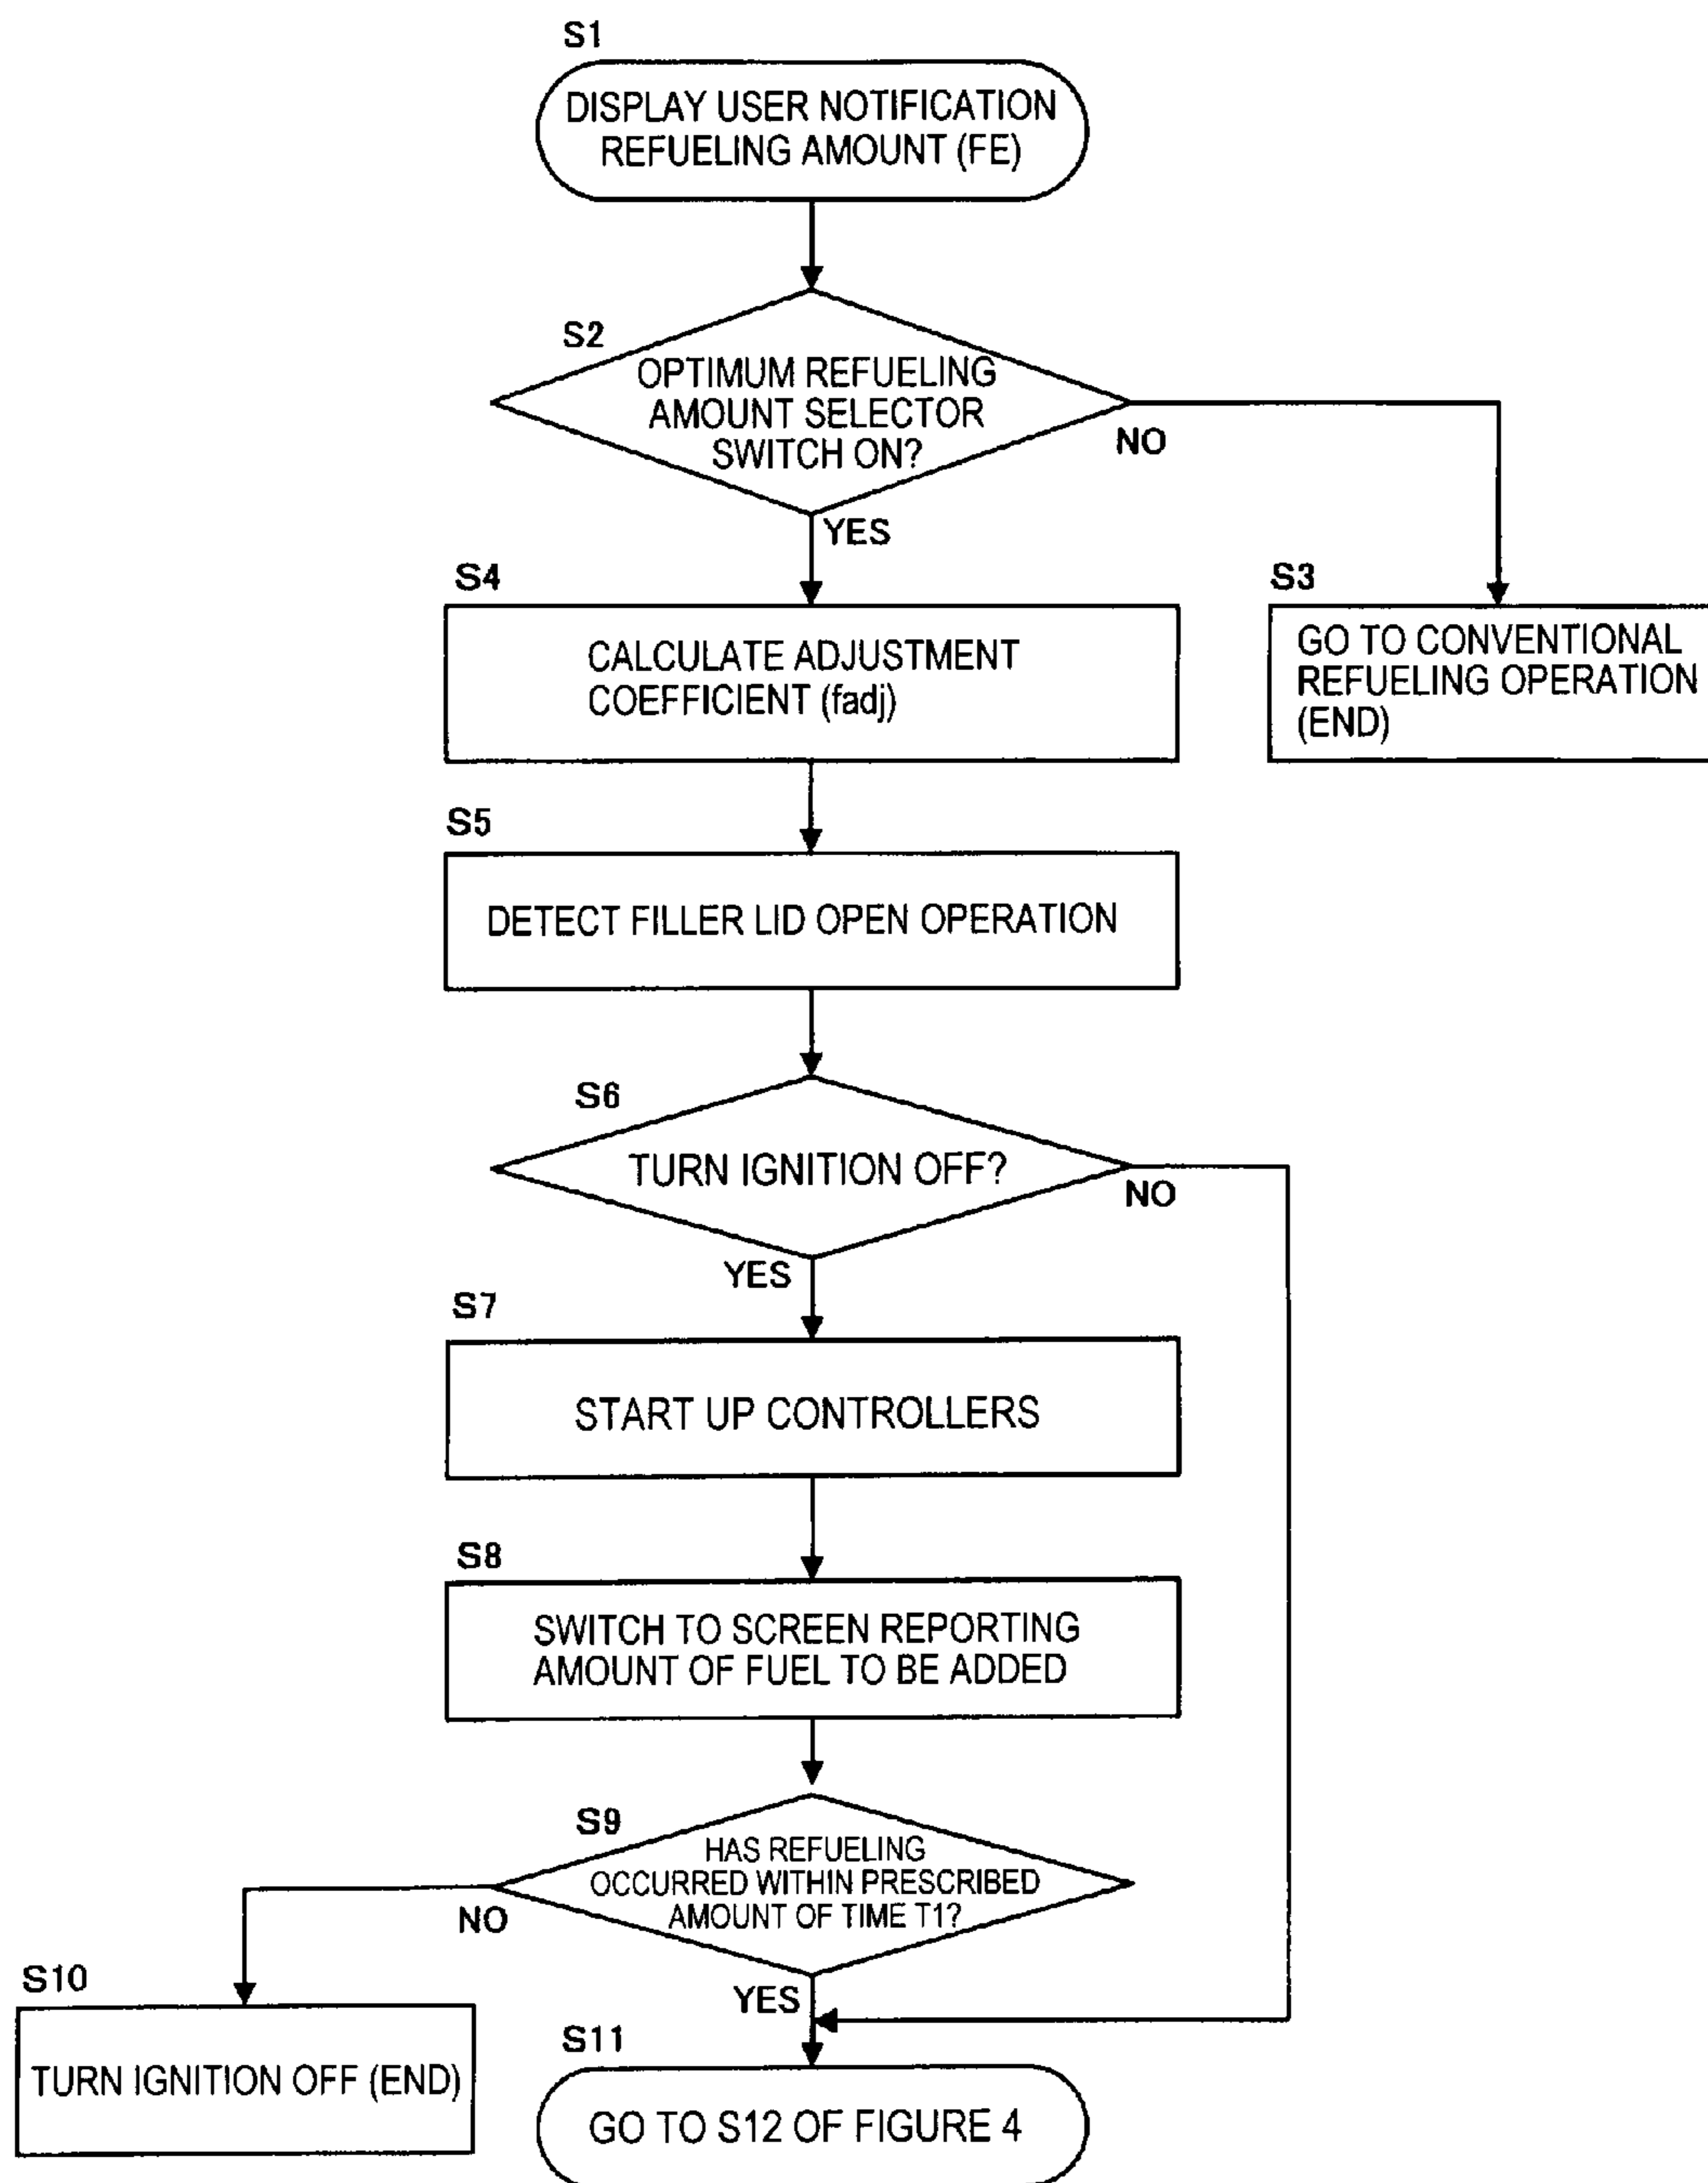 S1
DISPLAY USER NOTIFICATION
REFUELING AMOUNT (FE)
S2
OPTIMUM REFUELING
AMOUNT SELECTOR
SWITCH ON?
NO
YES
S4
CALCULATE ADJUSTMENT
COEFFICIENT (fadj)
S3
GO TO CONVENTIONAL
REFUELING OPERATION
(END)
S5
DETECT FILLER LID OPEN OPERATION
S6
TURN IGNITION OFF?
NO
YES
S7
START UP CONTROLLERS
S8
SWITCH TO SCREEN REPORTING
AMOUNT OF FUEL TO BE ADDED
S9
HAS REFUELING
OCCURRED WITHIN PRESCRIBED
AMOUNT OF TIME T1?
NO
YES
S10
TURN IGNITION OFF (END)
S11
GO TO S12 OF FIGURE 4